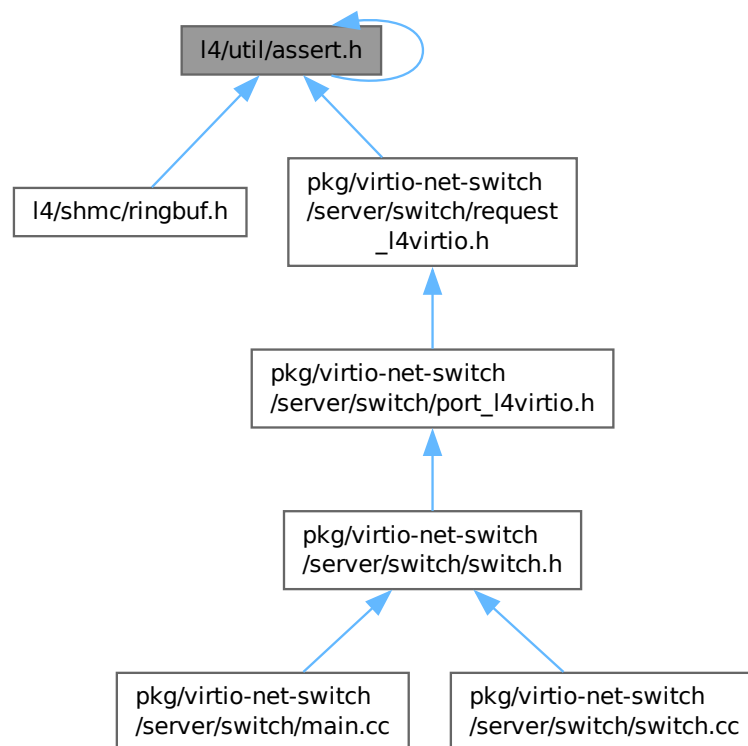 l4/util/assert.h
l4/shmc/ringbuf.h
pkg/virtio-net-switch
/server/switch/request
_l4virtio.h
pkg/virtio-net-switch
/server/switch/port_l4virtio.h
pkg/virtio-net-switch
/server/switch/switch.h
pkg/virtio-net-switch
/server/switch/main.cc
pkg/virtio-net-switch
/server/switch/switch.cc